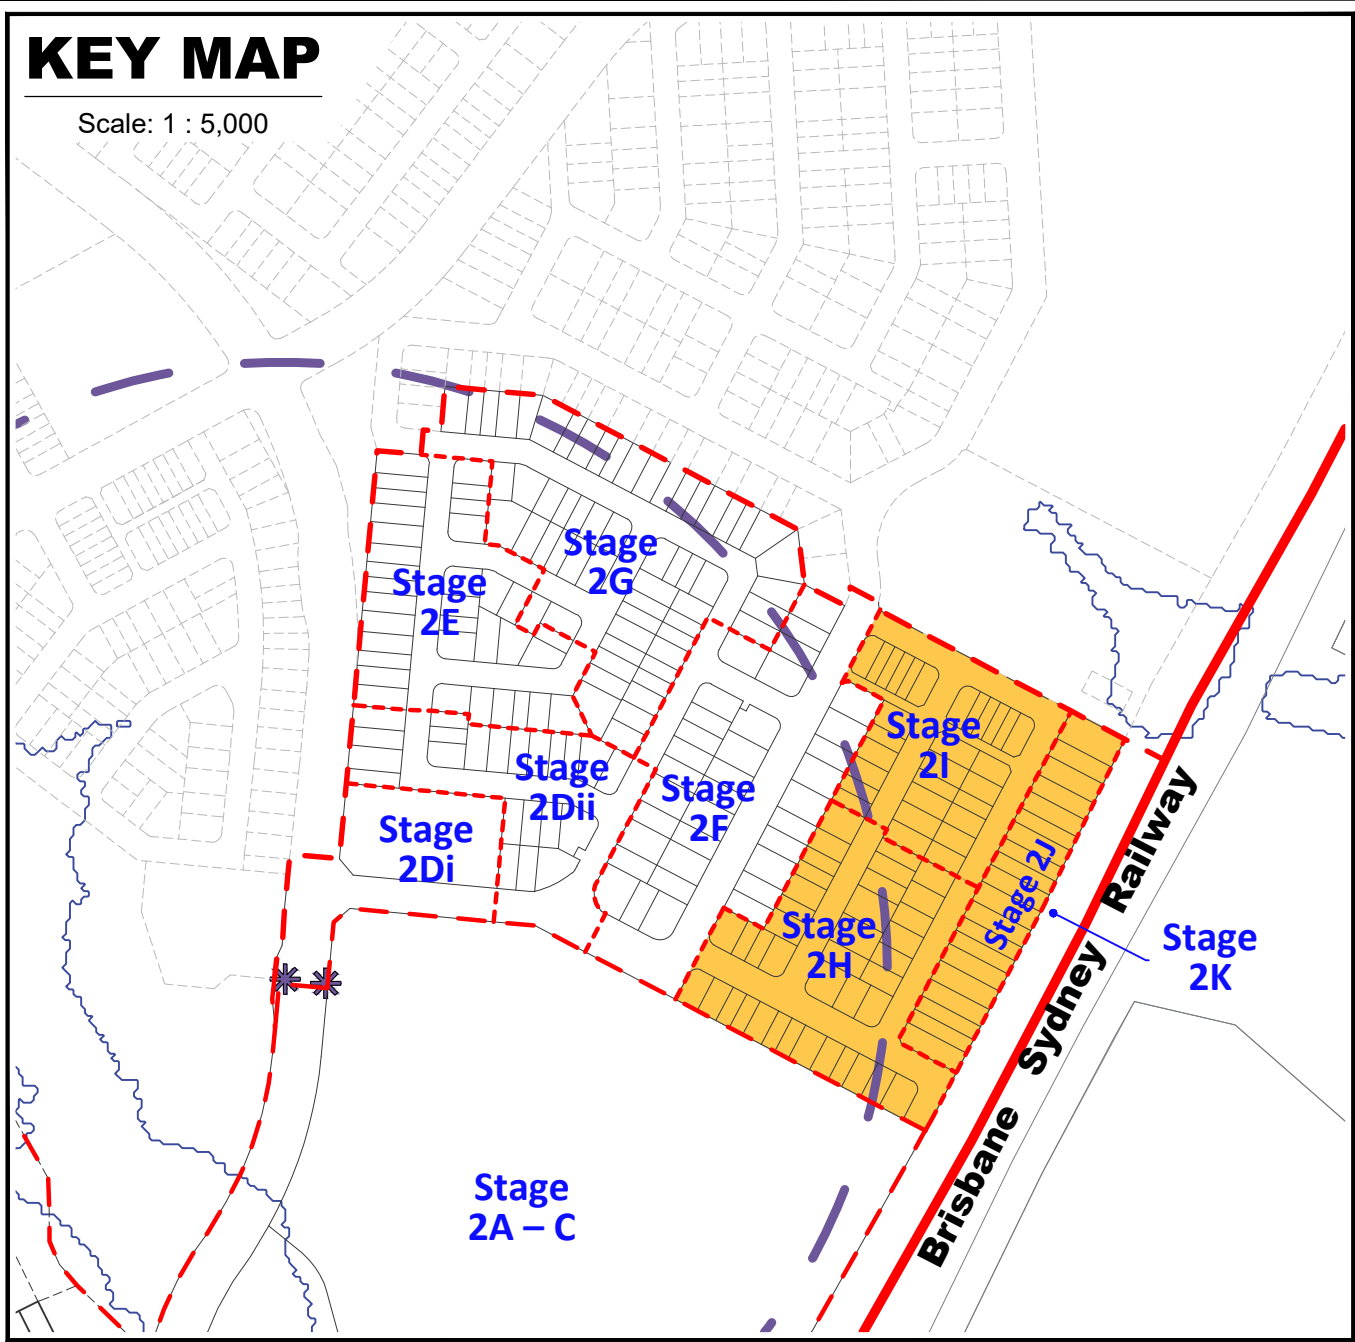 KEY MAP
Scale: 1 : 5,000
Stage
2G
Stage
2E
Stage
2I
Stage
2Dii
Stage
2F
Stage
2Di
Stage 2J
Stage
2H
Stage
2K
Brisbane Sydney Railway
Stage
2A – C